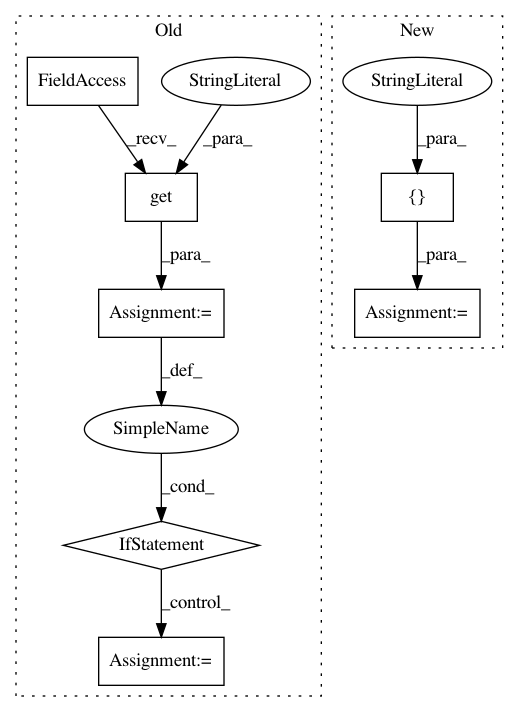 Old
New
FieldAccess
StringLiteral
StringLiteral
_recv_
_para_
_para_
get
{}
_para_
_para_
Assignment:=
Assignment:=
_def_
SimpleName
_cond_
IfStatement
_control_
Assignment:=